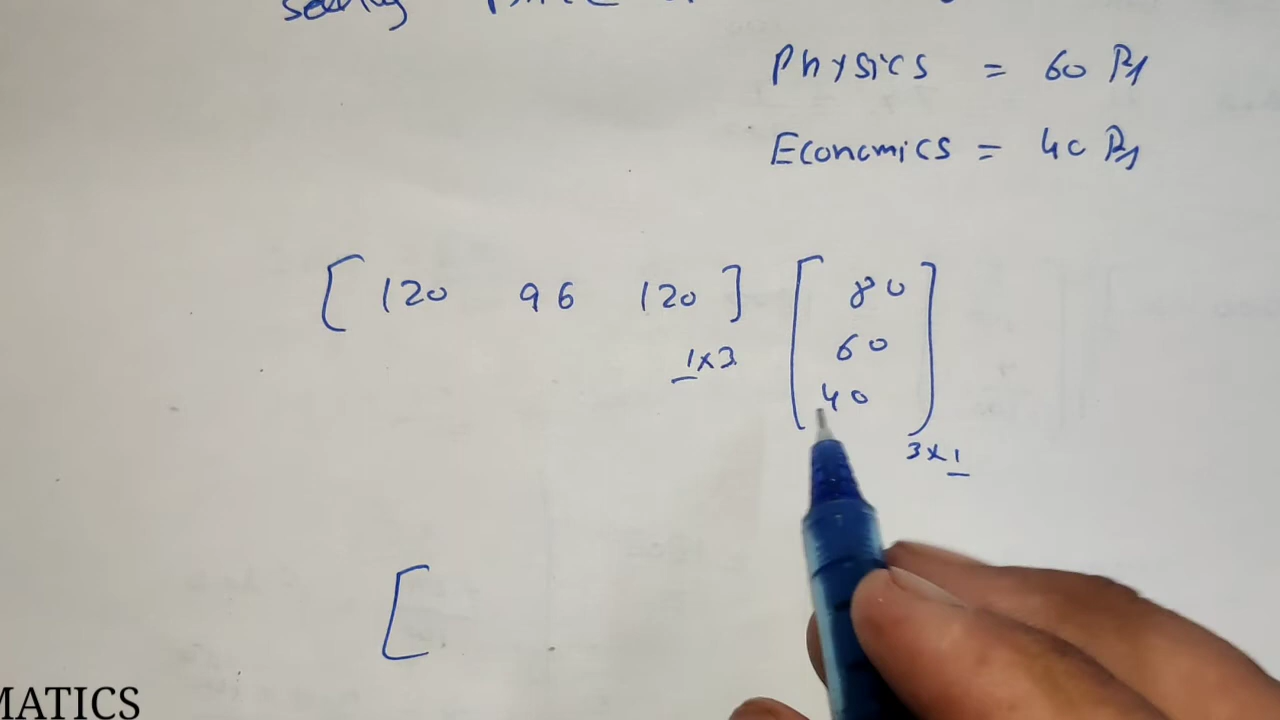 Physics = 60 Rs
Economics = 40 Rs
[ 120 96 120 ] 1x3 [ 80 60 40 ] 3x1
[
MATICS